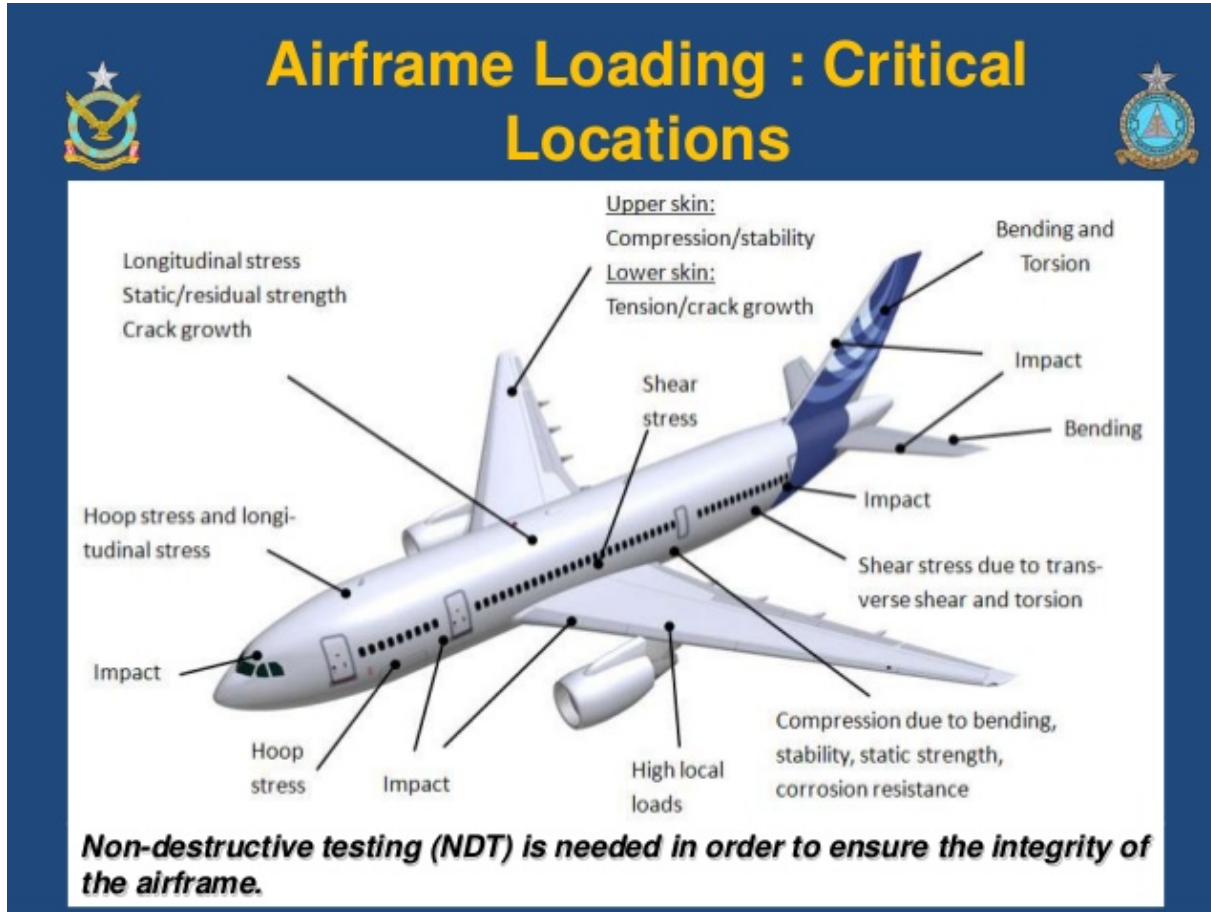 Airframe Loading : Critical
Locations
Upper skin:
Compression/stability
Lower skin:
Tension/crack growth
Bending and
Torsion
Longitudinal stress
Static/residual strength
Crack growth
Impact
Shear
stress
Bending
Impact
Hoop stress and longi-
tudinal stress
Shear stress due to trans-
verse shear and torsion
Impact
Compression due to bending,
stability, static strength,
corrosion resistance
Hoop
stress
Impact
High local
loads
Non-destructive testing (NDT) is needed in order to ensure the integrity of
the airframe.